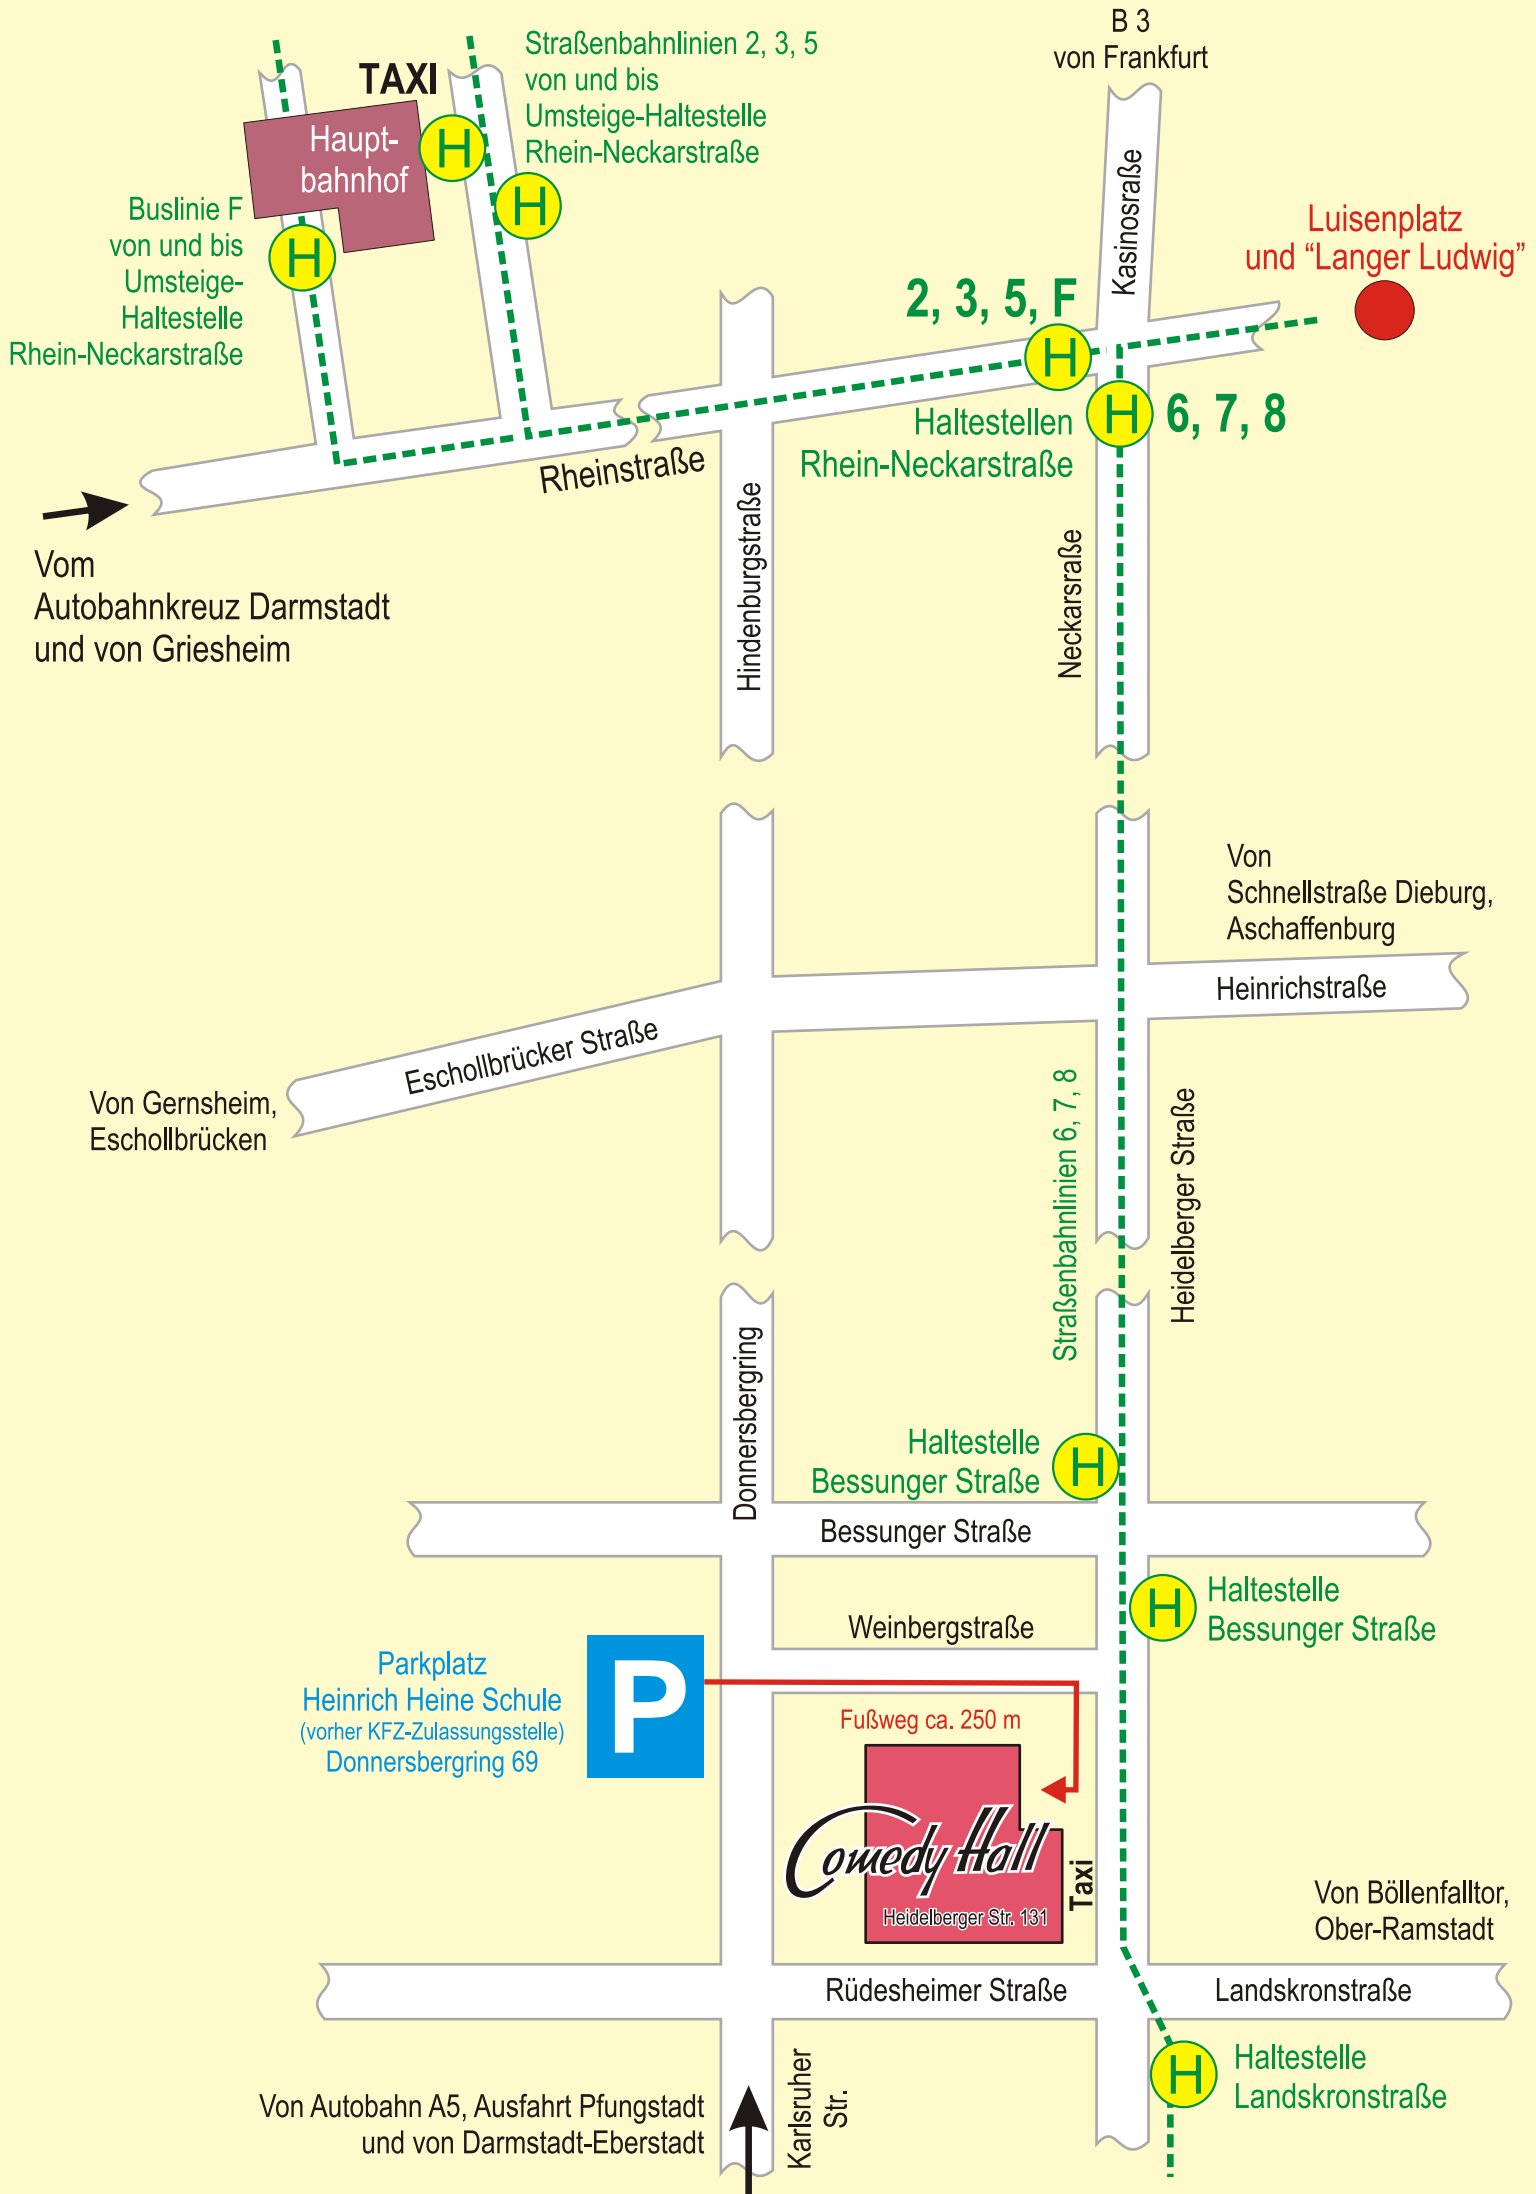 B 3
von Frankfurt
TAXI
Straßenbahnlinien 2, 3, 5
von und bis
Umsteige-Haltestelle
Rhein-Neckarstraße
Haupt-
bahnhof
H
H
H
Buslinie F
von und bis
Umsteige-
Haltestelle
Rhein-Neckarstraße
Kasinosraße
Luisenplatz
und “Langer Ludwig”
2, 3, 5, F
H
H
6, 7, 8
Haltestellen
Rhein-Neckarstraße
Rheinstraße
Vom
Autobahnkreuz Darmstadt
und von Griesheim
Hindenburgstraße
Neckarsraße
Von
Schnellstraße Dieburg,
Aschaffenburg
Heinrichstraße
Eschollbrücker Straße
Von Gernsheim,
Eschollbrücken
Straßenbahnlinien 6, 7, 8
Heidelberger Straße
Donnersbergring
Haltestelle
Bessunger Straße
H
Bessunger Straße
H
Haltestelle
Bessunger Straße
Weinbergstraße
Parkplatz
Heinrich Heine Schule
(vorher KFZ-Zulassungsstelle)
Donnersbergring 69
P
Fußweg ca. 250 m
Comedy Hall
Heidelberger Str. 131
Taxi
Von Böllenfalltor,
Ober-Ramstadt
Rüdesheimer Straße
Landskronstraße
H
Haltestelle
Landskronstraße
Von Autobahn A5, Ausfahrt Pfungstadt
und von Darmstadt-Eberstadt
Karlsruher
Str.